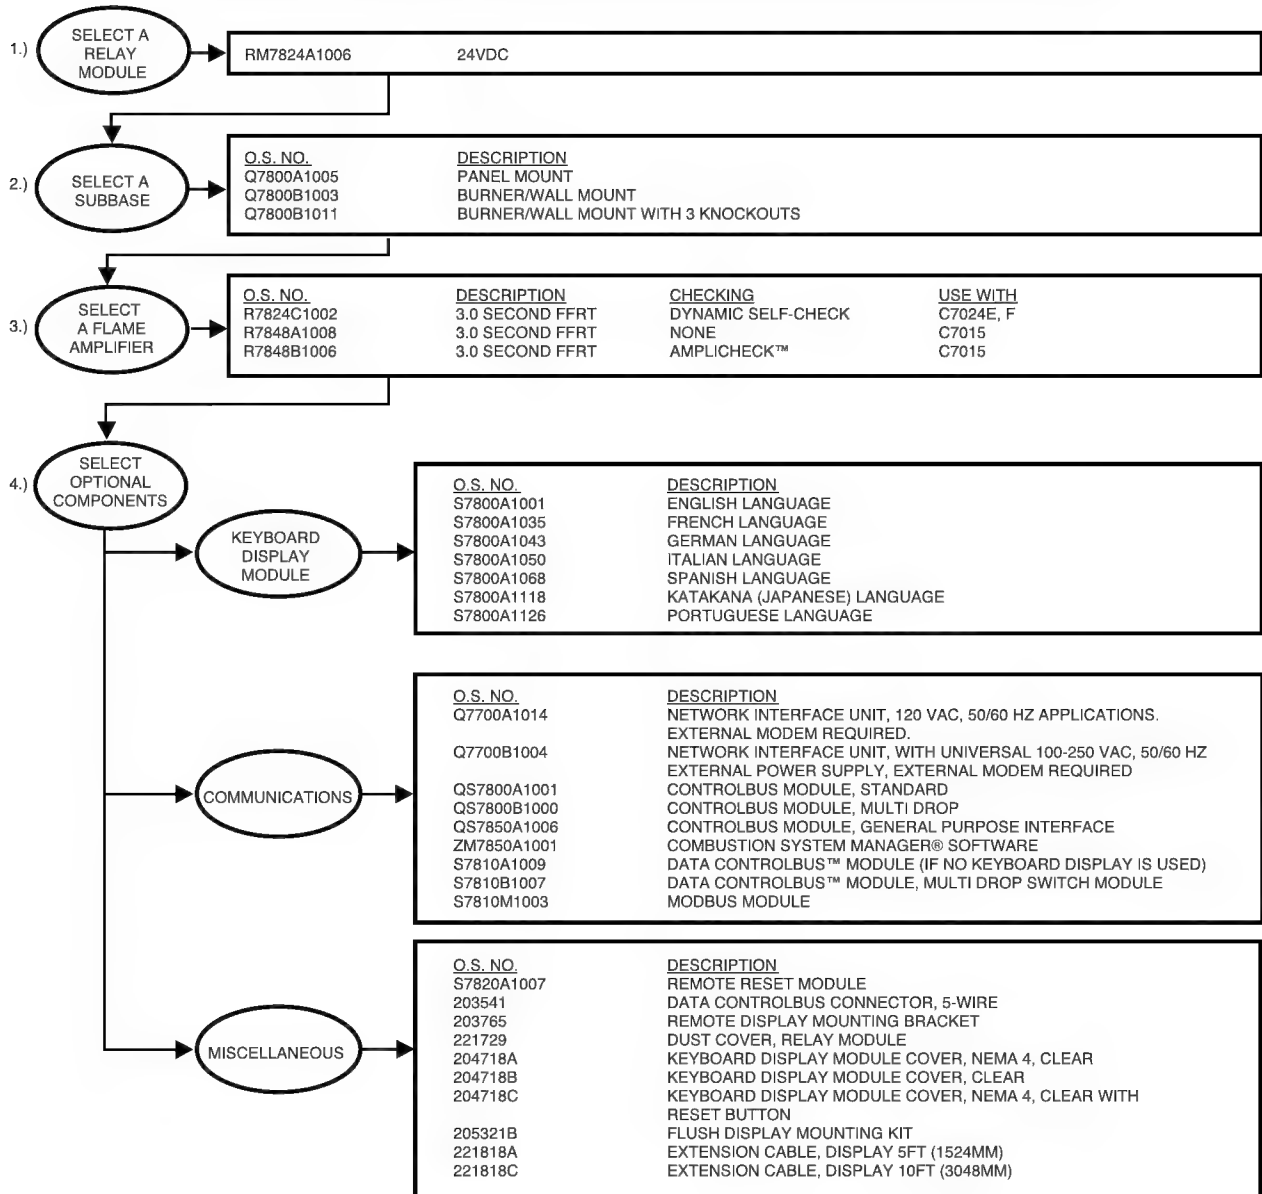 1.) SELECT A
RELAY
MODULE
RM7824A1006 24VDC
2.) SELECT A
SUBBASE
O.S. NO. DESCRIPTION
Q7800A1005 PANEL MOUNT
Q7800B1003 BURNER/WALL MOUNT
Q7800B1011 BURNER/WALL MOUNT WITH 3 KNOCKOUTS
3.) SELECT
A FLAME
AMPLIFIER
O.S. NO. DESCRIPTION CHECKING USE WITH
R7824C1002 3.0 SECOND FFRT DYNAMIC SELF-CHECK C7024E, F
R7848A1008 3.0 SECOND FFRT NONE C7015
R7848B1006 3.0 SECOND FFRT AMPLICHECK™ C7015
4.) SELECT
OPTIONAL
COMPONENTS
KEYBOARD
DISPLAY
MODULE
O.S. NO. DESCRIPTION
S7800A1001 ENGLISH LANGUAGE
S7800A1035 FRENCH LANGUAGE
S7800A1043 GERMAN LANGUAGE
S7800A1050 ITALIAN LANGUAGE
S7800A1068 SPANISH LANGUAGE
S7800A1118 KATAKANA (JAPANESE) LANGUAGE
S7800A1126 PORTUGUESE LANGUAGE
COMMUNICATIONS
O.S. NO. DESCRIPTION
Q7700A1014 NETWORK INTERFACE UNIT, 120 VAC, 50/60 HZ APPLICATIONS.
EXTERNAL MODEM REQUIRED.
Q7700B1004 NETWORK INTERFACE UNIT, WITH UNIVERSAL 100-250 VAC, 50/60 HZ
EXTERNAL POWER SUPPLY, EXTERNAL MODEM REQUIRED
QS7800A1001 CONTROLBUS MODULE, STANDARD
QS7800B1000 CONTROLBUS MODULE, MULTI DROP
QS7850A1006 CONTROLBUS MODULE, GENERAL PURPOSE INTERFACE
ZM7850A1001 COMBUSTION SYSTEM MANAGER® SOFTWARE
S7810A1009 DATA CONTROLBUS™ MODULE (IF NO KEYBOARD DISPLAY IS USED)
S7810B1007 DATA CONTROLBUS™ MODULE, MULTI DROP SWITCH MODULE
S7810M1003 MODBUS MODULE
MISCELLANEOUS
O.S. NO. DESCRIPTION
S7820A1007 REMOTE RESET MODULE
203541 DATA CONTROLBUS CONNECTOR, 5-WIRE
203765 REMOTE DISPLAY MOUNTING BRACKET
221729 DUST COVER, RELAY MODULE
204718A KEYBOARD DISPLAY MODULE COVER, NEMA 4, CLEAR
204718B KEYBOARD DISPLAY MODULE COVER, CLEAR
204718C KEYBOARD DISPLAY MODULE COVER, NEMA 4, CLEAR WITH
RESET BUTTON
205321B FLUSH DISPLAY MOUNTING KIT
221818A EXTENSION CABLE, DISPLAY 5FT (1524MM)
221818C EXTENSION CABLE, DISPLAY 10FT (3048MM)